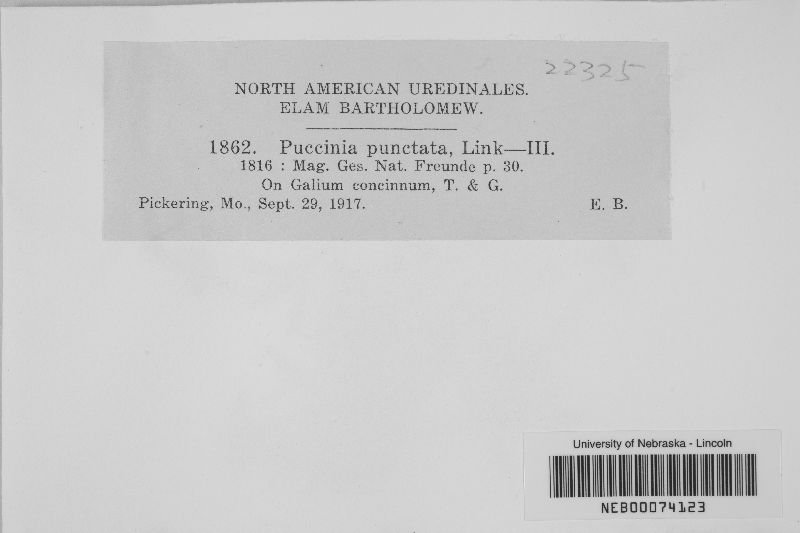 22325
NORTH AMERICAN UREDINALES.
ELAM BARTHOLOMEW.
1862. Puccinia punctata, Link—III.
1816 : Mag. Ges. Nat. Freunde p. 30.
On Galium concinnum, T. & G.
Pickering, Mo., Sept. 29, 1917. E. B.
University of Nebraska - Lincoln
NEB00074123